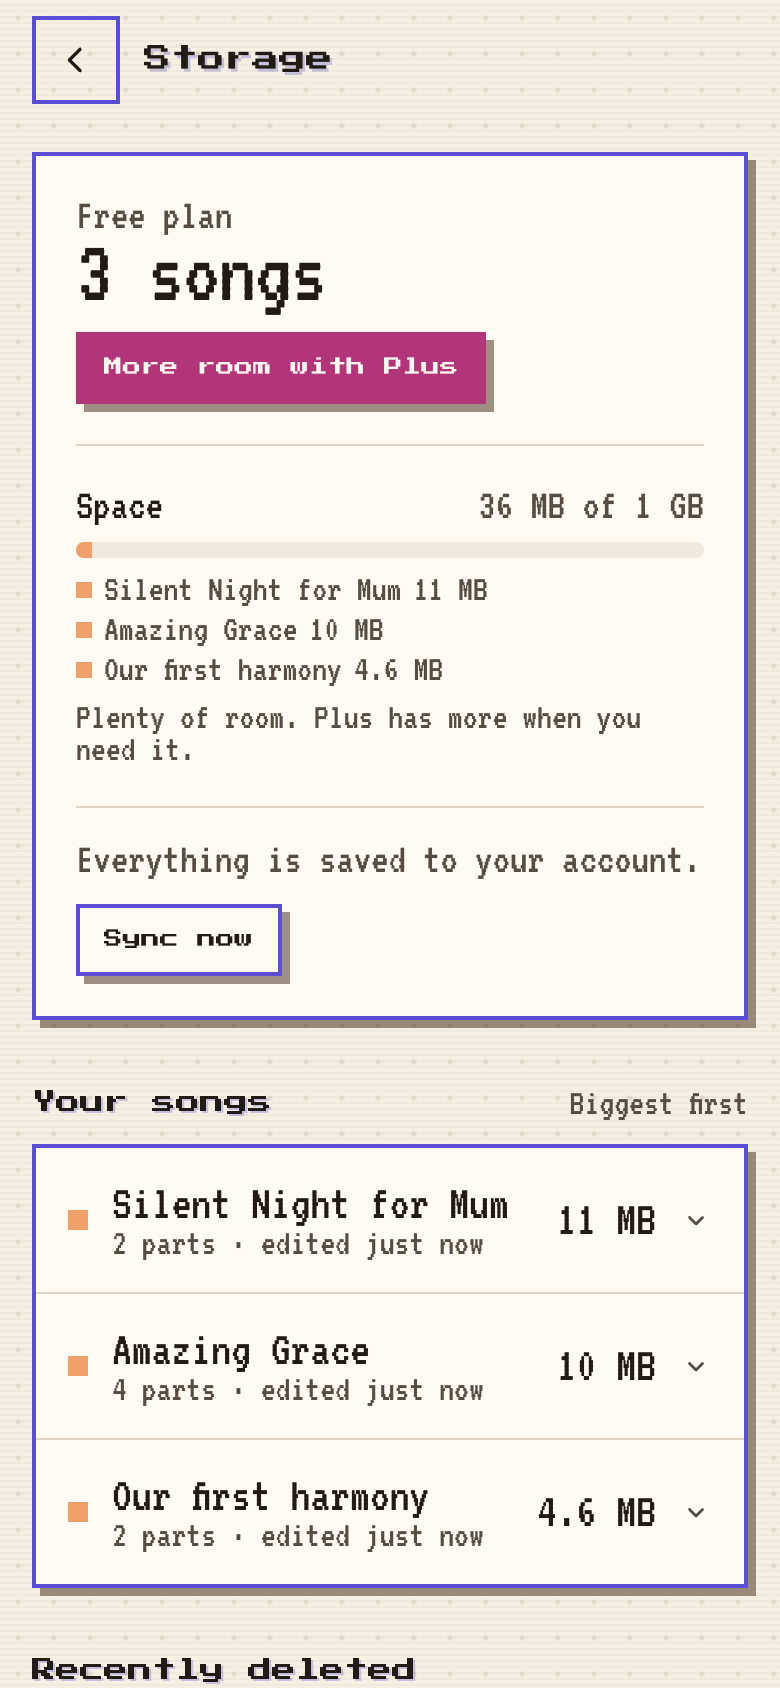 Storage
Free plan
3 songs
More room with Plus
Space 36 MB of 1 GB
Silent Night for Mum 11 MB
Amazing Grace 10 MB
Our first harmony 4.6 MB
Plenty of room. Plus has more when you
need it.
Everything is saved to your account.
Sync now
Your songs Biggest first
Silent Night for Mum 11 MB
2 parts · edited just now
Amazing Grace 10 MB
4 parts · edited just now
Our first harmony 4.6 MB
2 parts · edited just now
Recently deleted